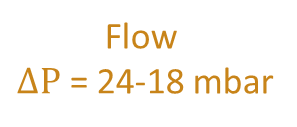 Flow
ΔP = 24-18 mbar